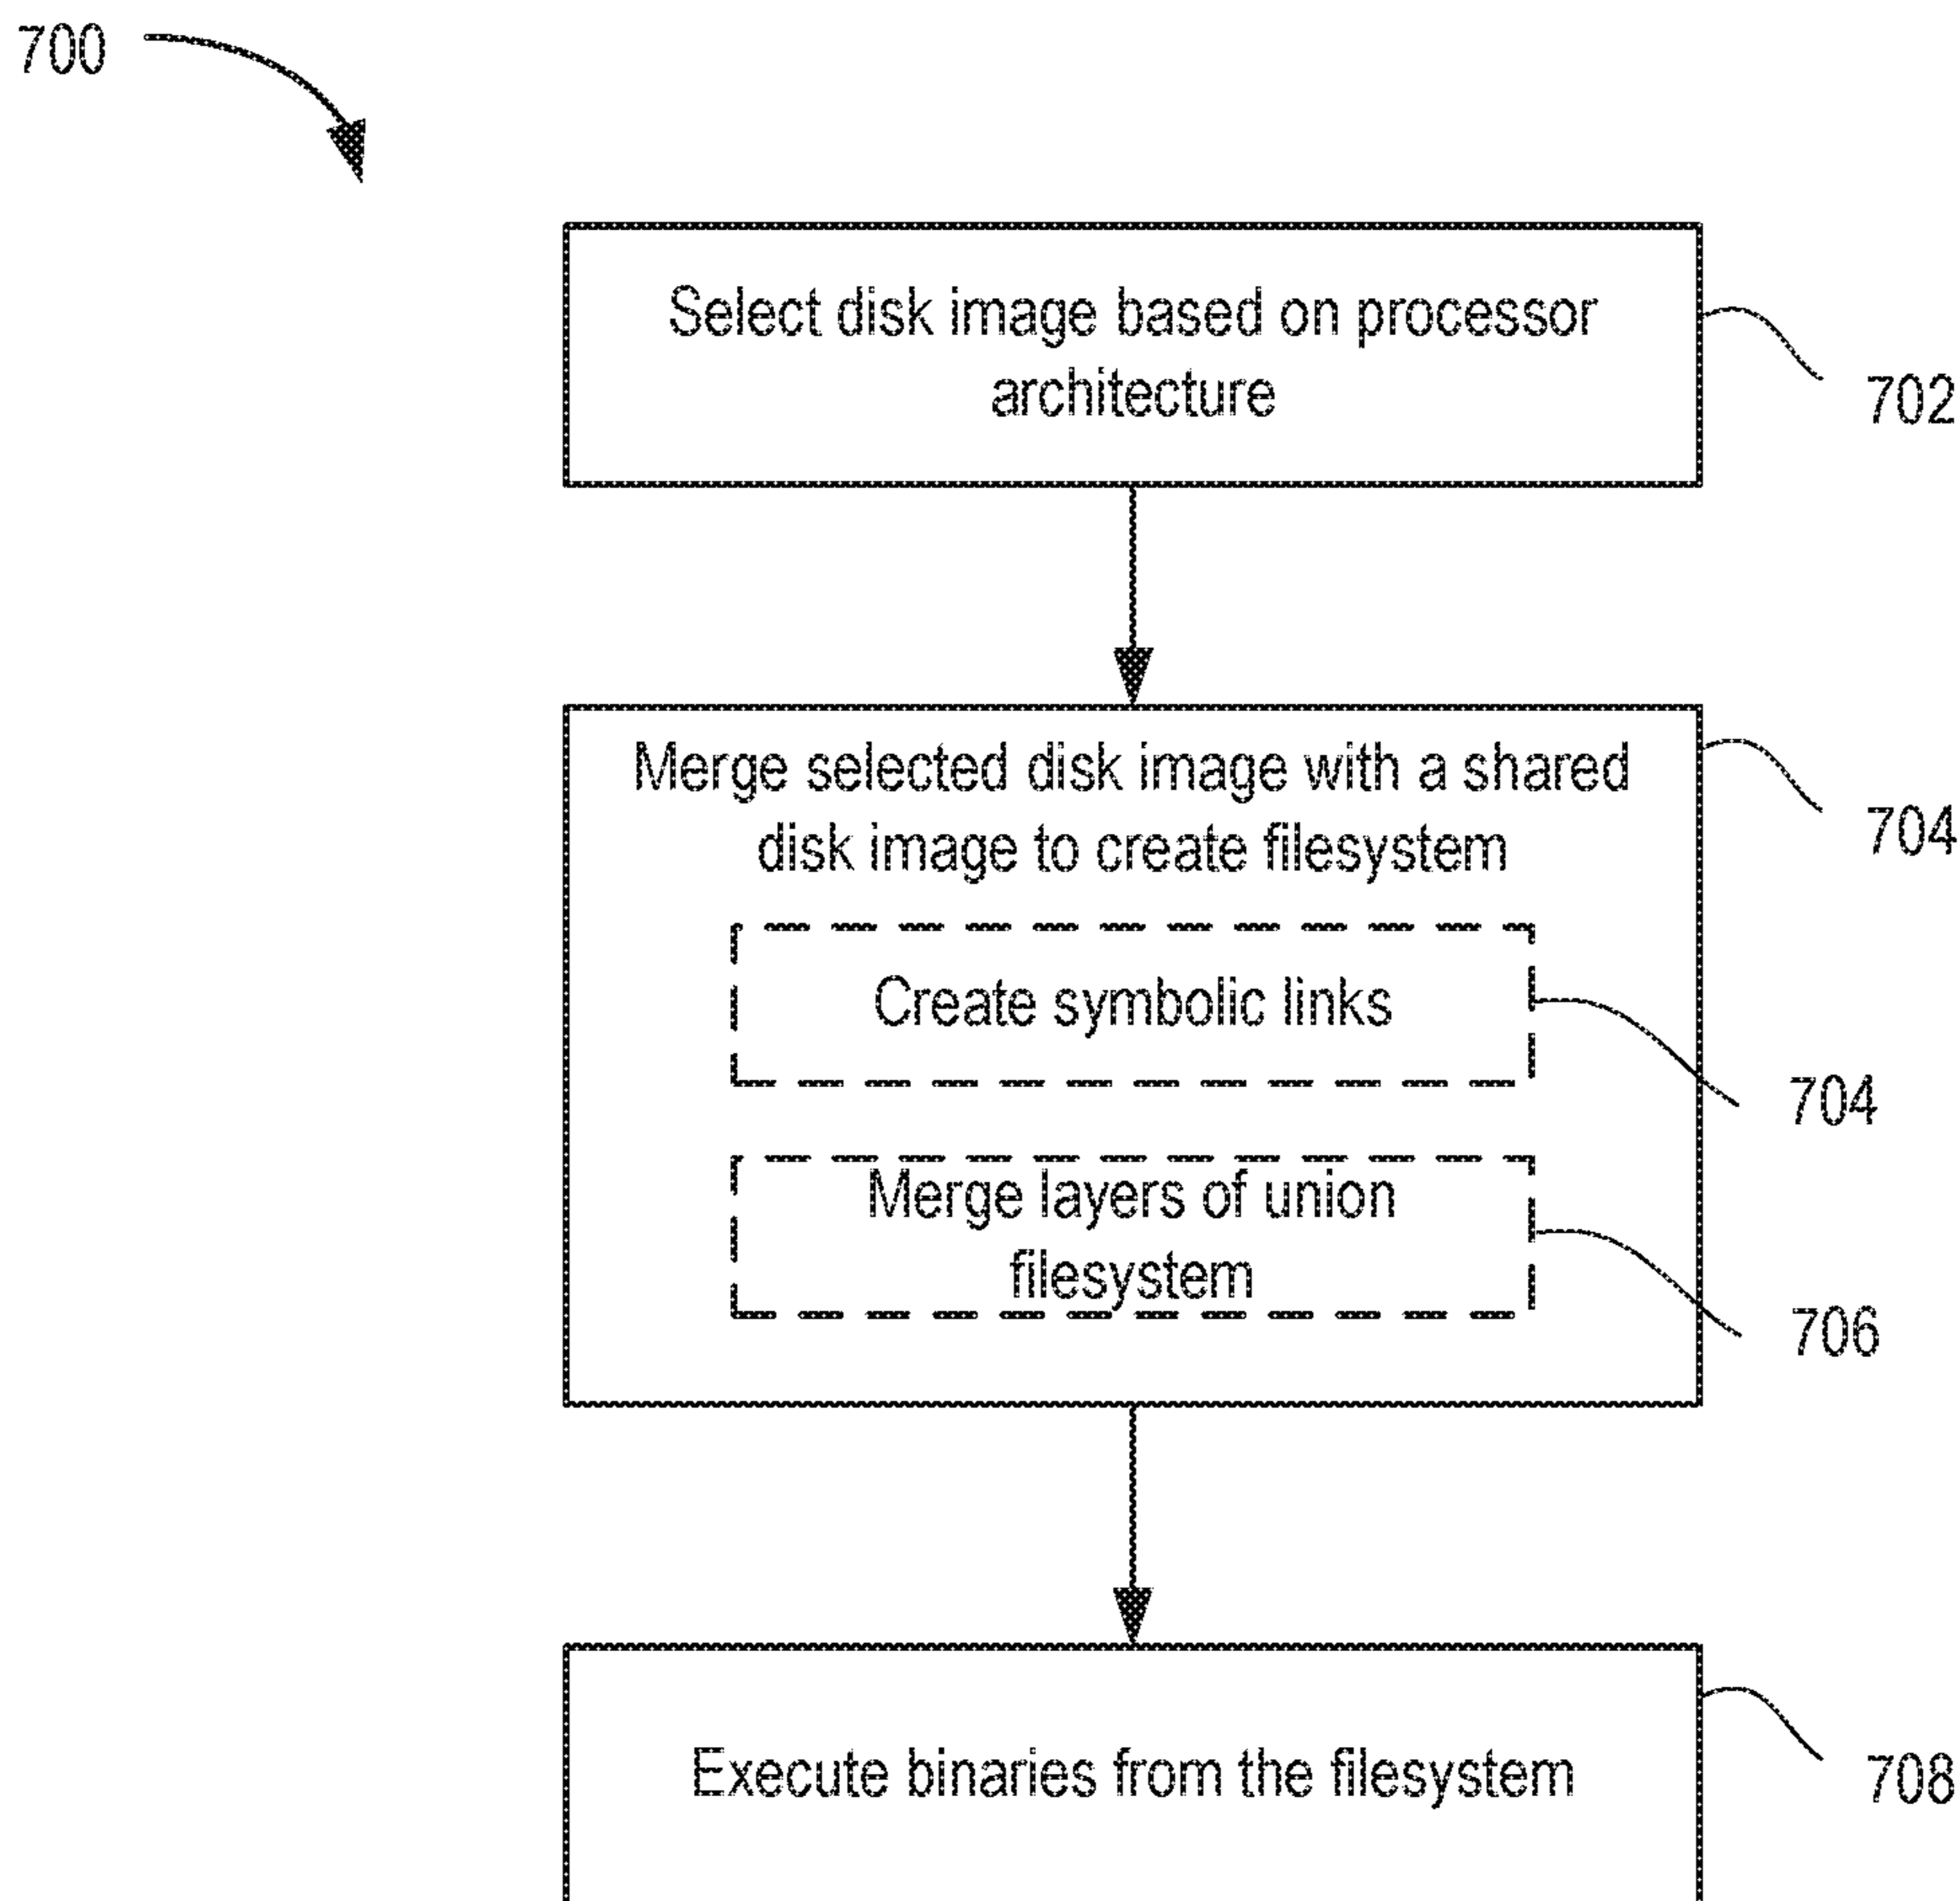 700
Select disk image based on processor
architecture
702
Merge selected disk image with a shared
disk image to create filesystem
704
Create symbolic links
704
Merge layers of union
filesystem
706
Execute binaries from the filesystem
708